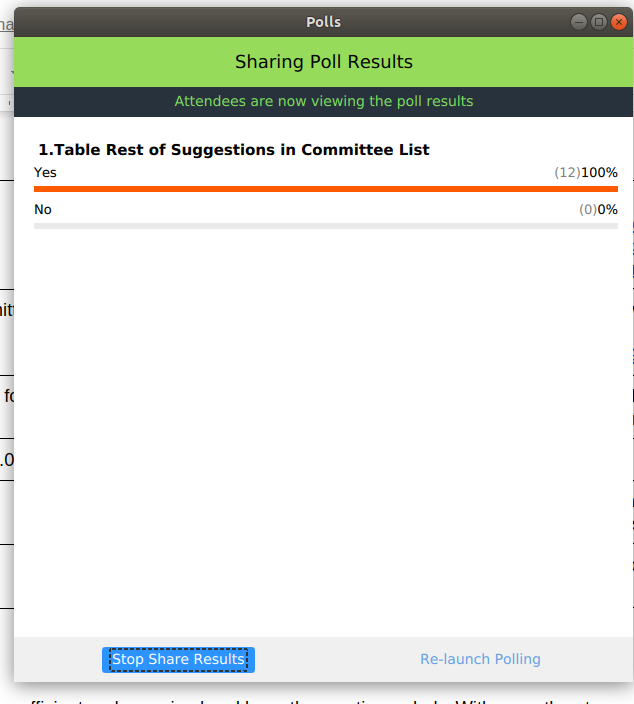 Polls
Sharing Poll Results
Attendees are now viewing the poll results
1.Table Rest of Suggestions in Committee List
Yes (12)100%
No (0)0%
.0
Stop Share Results Re-launch Polling